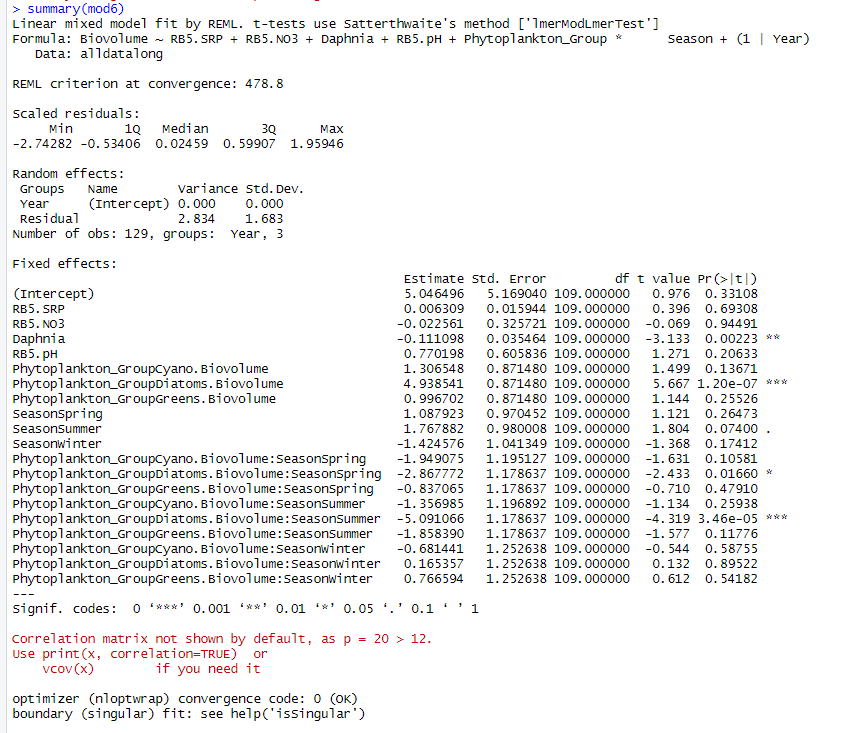 > summary(mod6)
Linear mixed model fit by REML. t-tests use Satterthwaite's method ['lmerModLmerTest']
Formula: Biovolume ~ RB5.SRP + RB5.NO3 + Daphnia + RB5.pH + Phytoplankton_Group *      Season + (1 | Year)
   Data: alldatalong

REML criterion at convergence: 478.8

Scaled residuals:
     Min       1Q   Median       3Q      Max
-2.74282 -0.53406  0.02459  0.59907  1.95946

Random effects:
 Groups   Name        Variance Std.Dev.
 Year     (Intercept) 0.000    0.000
 Residual             2.834    1.683
Number of obs: 129, groups:  Year, 3

Fixed effects:
                                                 Estimate Std. Error         df t value Pr(>|t|)
(Intercept)                                      5.046496   5.169040 109.000000   0.976  0.33108
RB5.SRP                                          0.006309   0.015944 109.000000   0.396  0.69308
RB5.NO3                                         -0.022561   0.325721 109.000000  -0.069  0.94491
Daphnia                                         -0.111098   0.035464 109.000000  -3.133  0.00223 **
RB5.pH                                           0.770198   0.605836 109.000000   1.271  0.20633
Phytoplankton_GroupCyano.Biovolume               1.306548   0.871480 109.000000   1.499  0.13671
Phytoplankton_GroupDiatoms.Biovolume             4.938541   0.871480 109.000000   5.667 1.20e-07 ***
Phytoplankton_GroupGreens.Biovolume              0.996702   0.871480 109.000000   1.144  0.25526
SeasonSpring                                     1.087923   0.970452 109.000000   1.121  0.26473
SeasonSummer                                     1.767882   0.980008 109.000000   1.804  0.07400 .
SeasonWinter                                    -1.424576   1.041349 109.000000  -1.368  0.17412
Phytoplankton_GroupCyano.Biovolume:SeasonSpring -1.949075   1.195127 109.000000  -1.631  0.10581
Phytoplankton_GroupDiatoms.Biovolume:SeasonSpring -2.867772   1.178637 109.000000  -2.433  0.01660 *
Phytoplankton_GroupGreens.Biovolume:SeasonSpring -0.837065   1.178637 109.000000  -0.710  0.47910
Phytoplankton_GroupCyano.Biovolume:SeasonSummer -1.356985   1.196892 109.000000  -1.134  0.25938
Phytoplankton_GroupDiatoms.Biovolume:SeasonSummer -5.091066   1.178637 109.000000  -4.319 3.46e-05 ***
Phytoplankton_GroupGreens.Biovolume:SeasonSummer -1.858390   1.178637 109.000000  -1.577  0.11776
Phytoplankton_GroupCyano.Biovolume:SeasonWinter -0.681441   1.252638 109.000000  -0.544  0.58755
Phytoplankton_GroupDiatoms.Biovolume:SeasonWinter  0.165357   1.252638 109.000000   0.132  0.89522
Phytoplankton_GroupGreens.Biovolume:SeasonWinter  0.766594   1.252638 109.000000   0.612  0.54182
---
Signif. codes:  0 ‘***’ 0.001 ‘**’ 0.01 ‘*’ 0.05 ‘.’ 0.1 ‘ ’ 1

Correlation matrix not shown by default, as p = 20 > 12.
Use print(x, correlation=TRUE)  or
    vcov(x)        if you need it

optimizer (nloptwrap) convergence code: 0 (OK)
boundary (singular) fit: see help('isSingular')